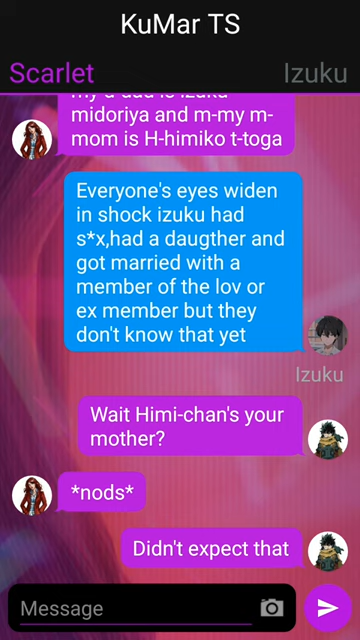 KuMar TS
Scarlet
Izuku
my d-dad is izuku
midoriya and m-my m-
mom is H-himiko t-toga
Everyone's eyes widen
in shock izuku had
s*x,had a daugther and
got married with a
member of the lov or
ex member but they
don't know that yet
Izuku
Wait Himi-chan's your
mother?
*nods*
Didn't expect that
Message